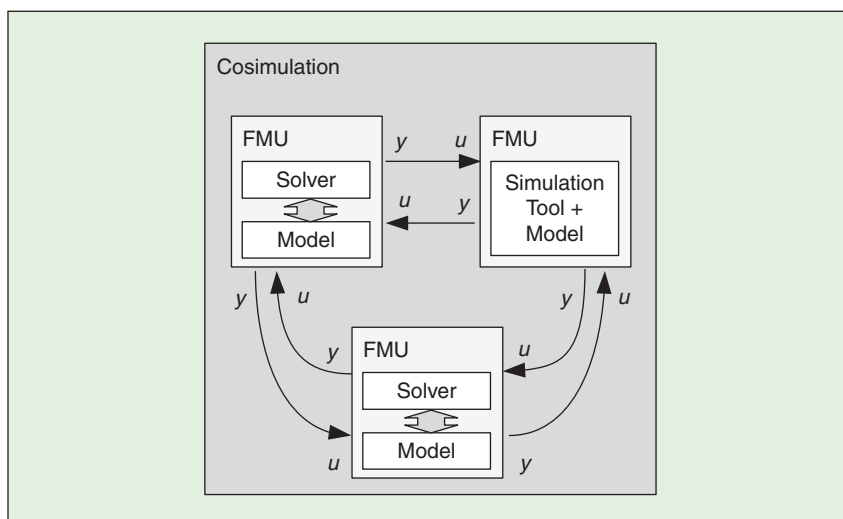 Cosimulation
FMU
y
u
FMU
Solver
Model
u
y
Simulation
Tool +
Model
y
u
y
u
y
FMU
u
Solver
Model
u
y